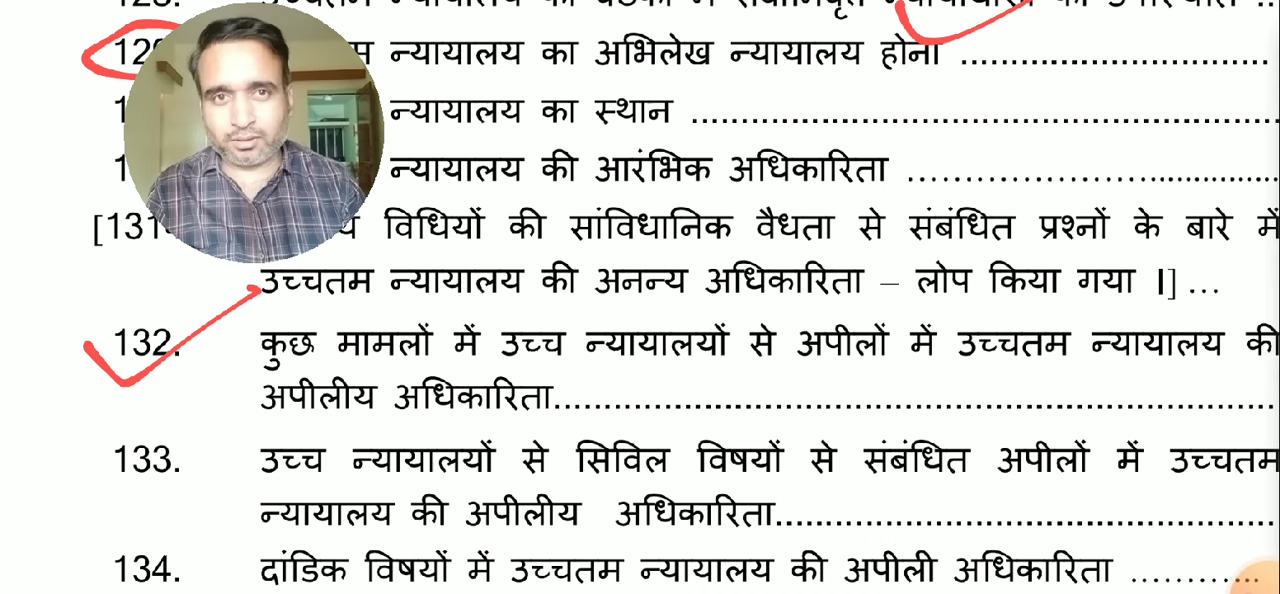 न्यायालय का अभिलेख न्यायालय होना ...............................
न्यायालय का स्थान ............................................................
न्यायालय की आरंभिक अधिकारिता ....................................
[131 विधियों की सांविधानिक वैधता से संबंधित प्रश्नों के बारे में
उच्चतम न्यायालय की अनन्य अधिकारिता – लोप किया गया ।] ...
132. कुछ मामलों में उच्च न्यायालयों से अपीलों में उच्चतम न्यायालय की
अपीलीय अधिकारिता...........................................................................
133. उच्च न्यायालयों से सिविल विषयों से संबंधित अपीलों में उच्चतम
न्यायालय की अपीलीय अधिकारिता....................................................
134. दांडिक विषयों में उच्चतम न्यायालय की अपीली अधिकारिता .............